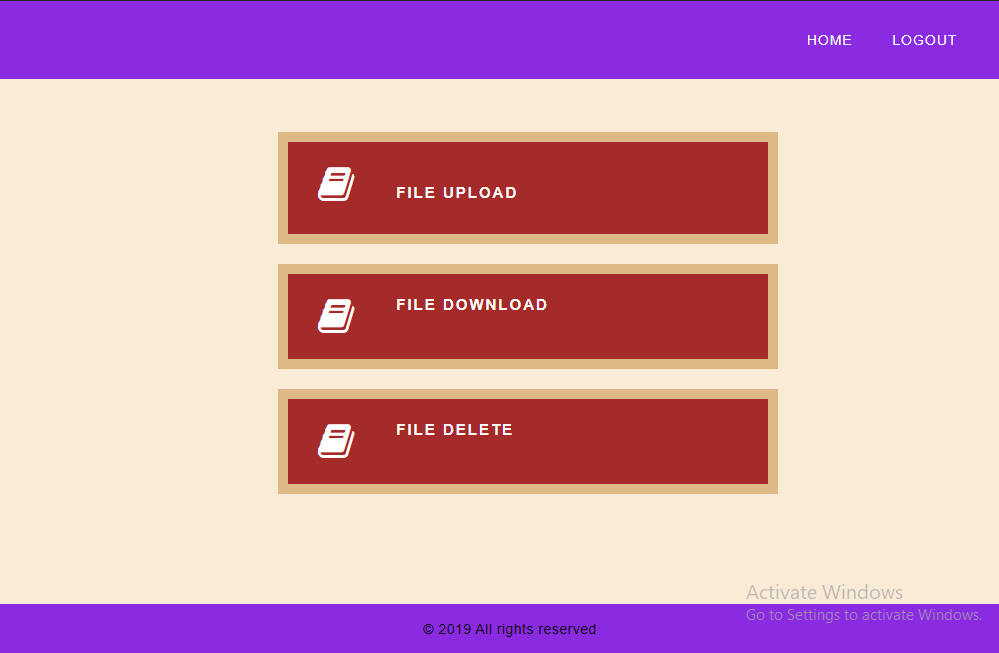 HOME LOGOUT
FILE UPLOAD
FILE DOWNLOAD
FILE DELETE
Activate Windows
Go to Settings to activate Windows.
© 2019 All rights reserved